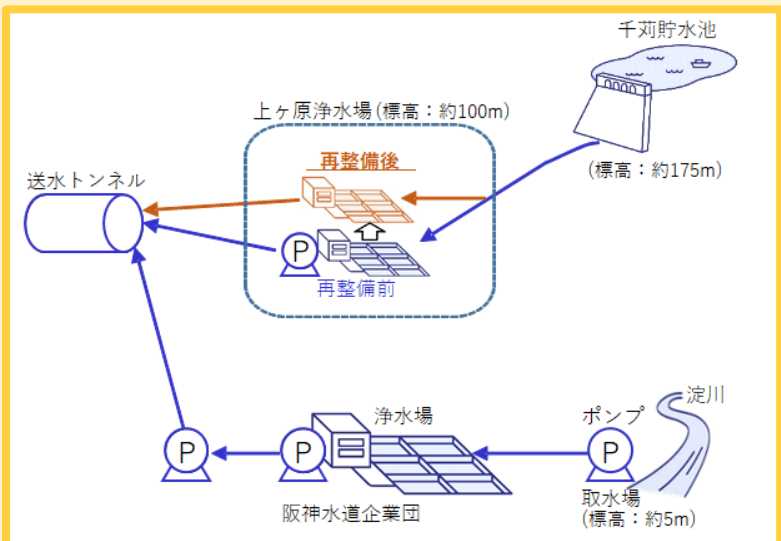 千苅貯水池
上ヶ原浄水場(標高：約100m)
再整備後
(標高：約175m)
送水トンネル
P
再整備前
淀川
浄水場
ポンプ
P
P
P
取水場
(標高：約5m)
阪神水道企業団